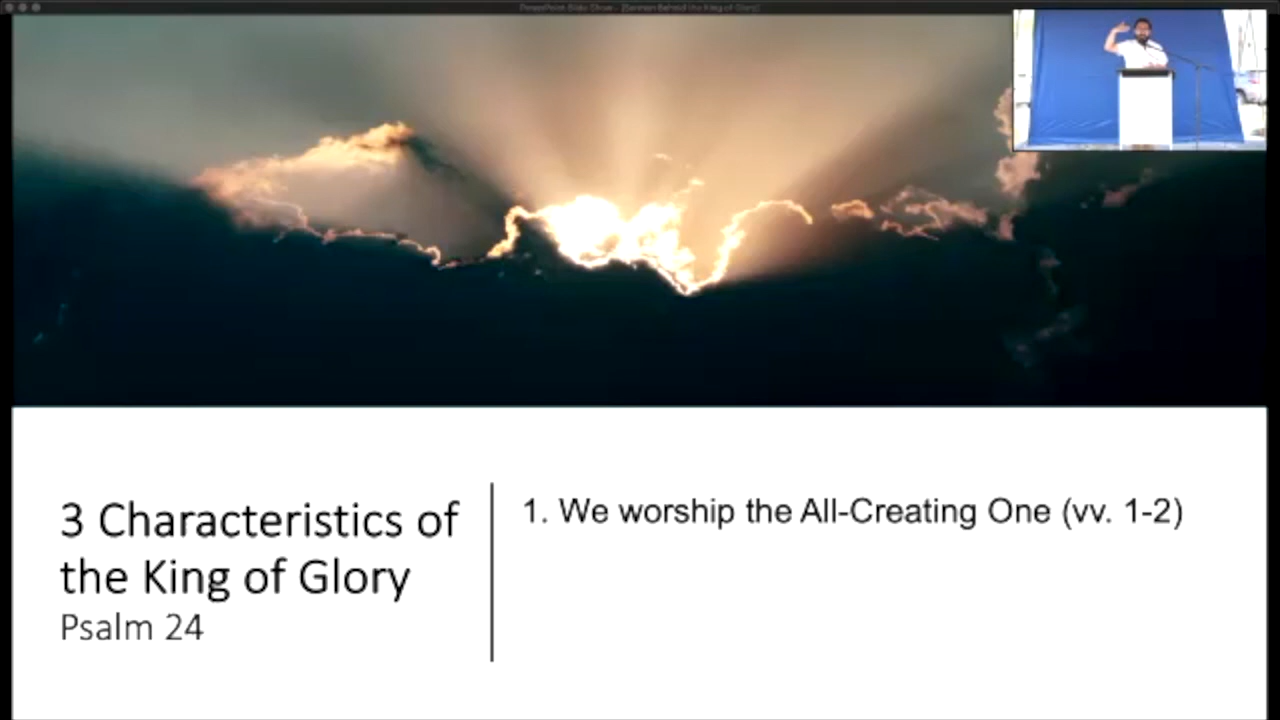 3 Characteristics of
the King of Glory
Psalm 24
1. We worship the All-Creating One (vv. 1-2)